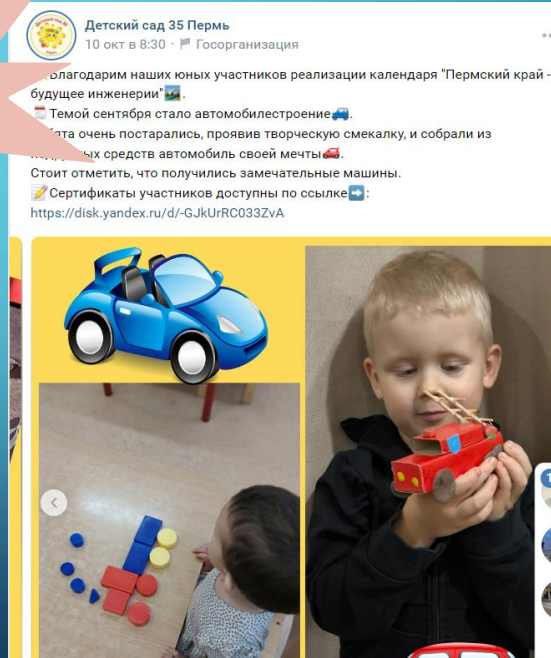 Детский сад 35 Пермь
10 окт в 8:30 · Госорганизация
Благодарим наших юных участников реализации календаря "Пермский край -
будущее инженерии".
Темой сентября стало автомобилестроение.
очень постарались, проявив творческую смекалку, и собрали из
средств автомобиль своей мечты.
Стоит отметить, что получились замечательные машины.
Сертификаты участников доступны по ссылке:
https://disk.yandex.ru/d/-GJkUrRC033ZvA